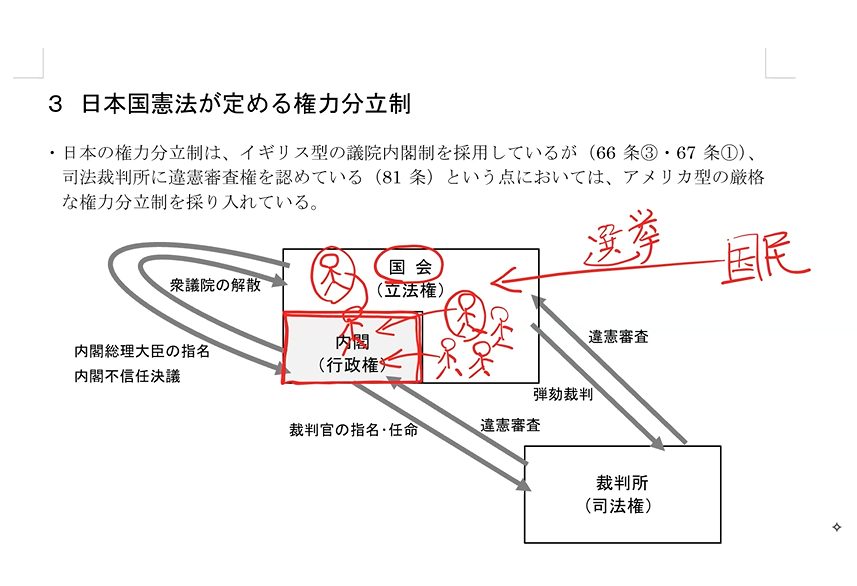 3 日本国憲法が定める権力分立制
・日本の権力分立制は、イギリス型の議院内閣制を採用しているが（66 条③・67 条①）、
司法裁判所に違憲審査権を認めている（81 条）という点においては、アメリカ型の厳格
な権力分立制を採り入れている。
選挙
国民
国 会
（立法権）
衆議院の解散
内閣
（行政権）
内閣総理大臣の指名
内閣不信任決議
違憲審査
弾劾裁判
裁判官の指名･任命
違憲審査
裁判所
（司法権）